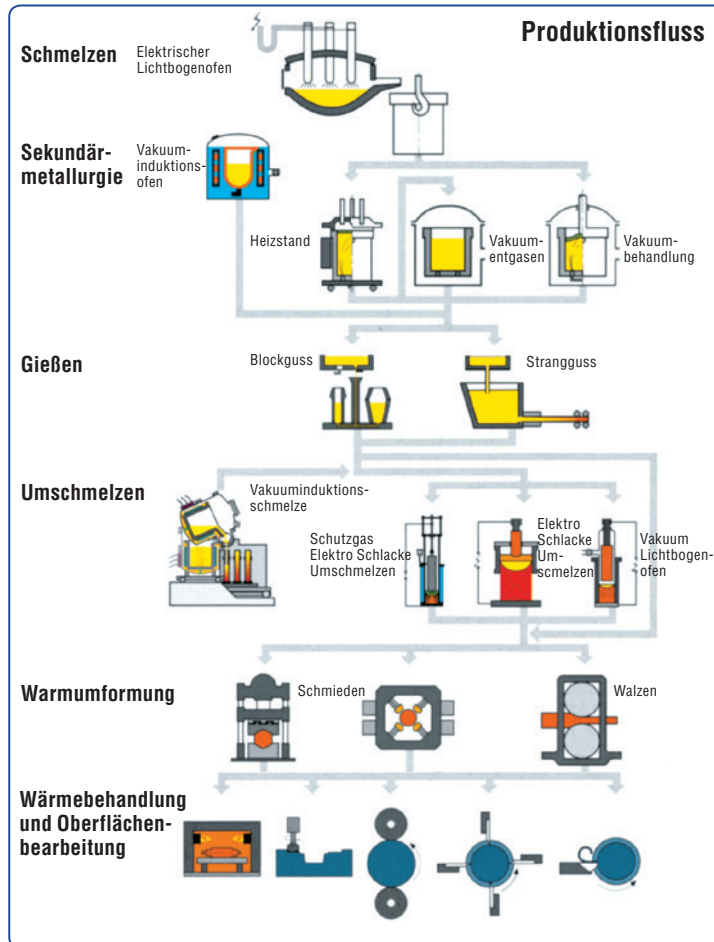 Produktionsfluss
Schmelzen
Elektrischer
Lichtbogenofen
Sekundär-
metallurgie
Vakuum-
induktions-
ofen
Heizstand
Vakuum-
entgasen
Vakuum-
behandlung
Gießen
Blockguss
Strangguss
Umschmelzen
Vakuuminduktions-
schmelze
Schutzgas
Elektro Schlacke
Umschmelzen
Elektro
Schlacke
Um-
scmelzen
Vakuum
Lichtbogen-
ofen
Warmumformung
Schmieden
Walzen
Wärmebehandlung
und Oberflächen-
bearbeitung